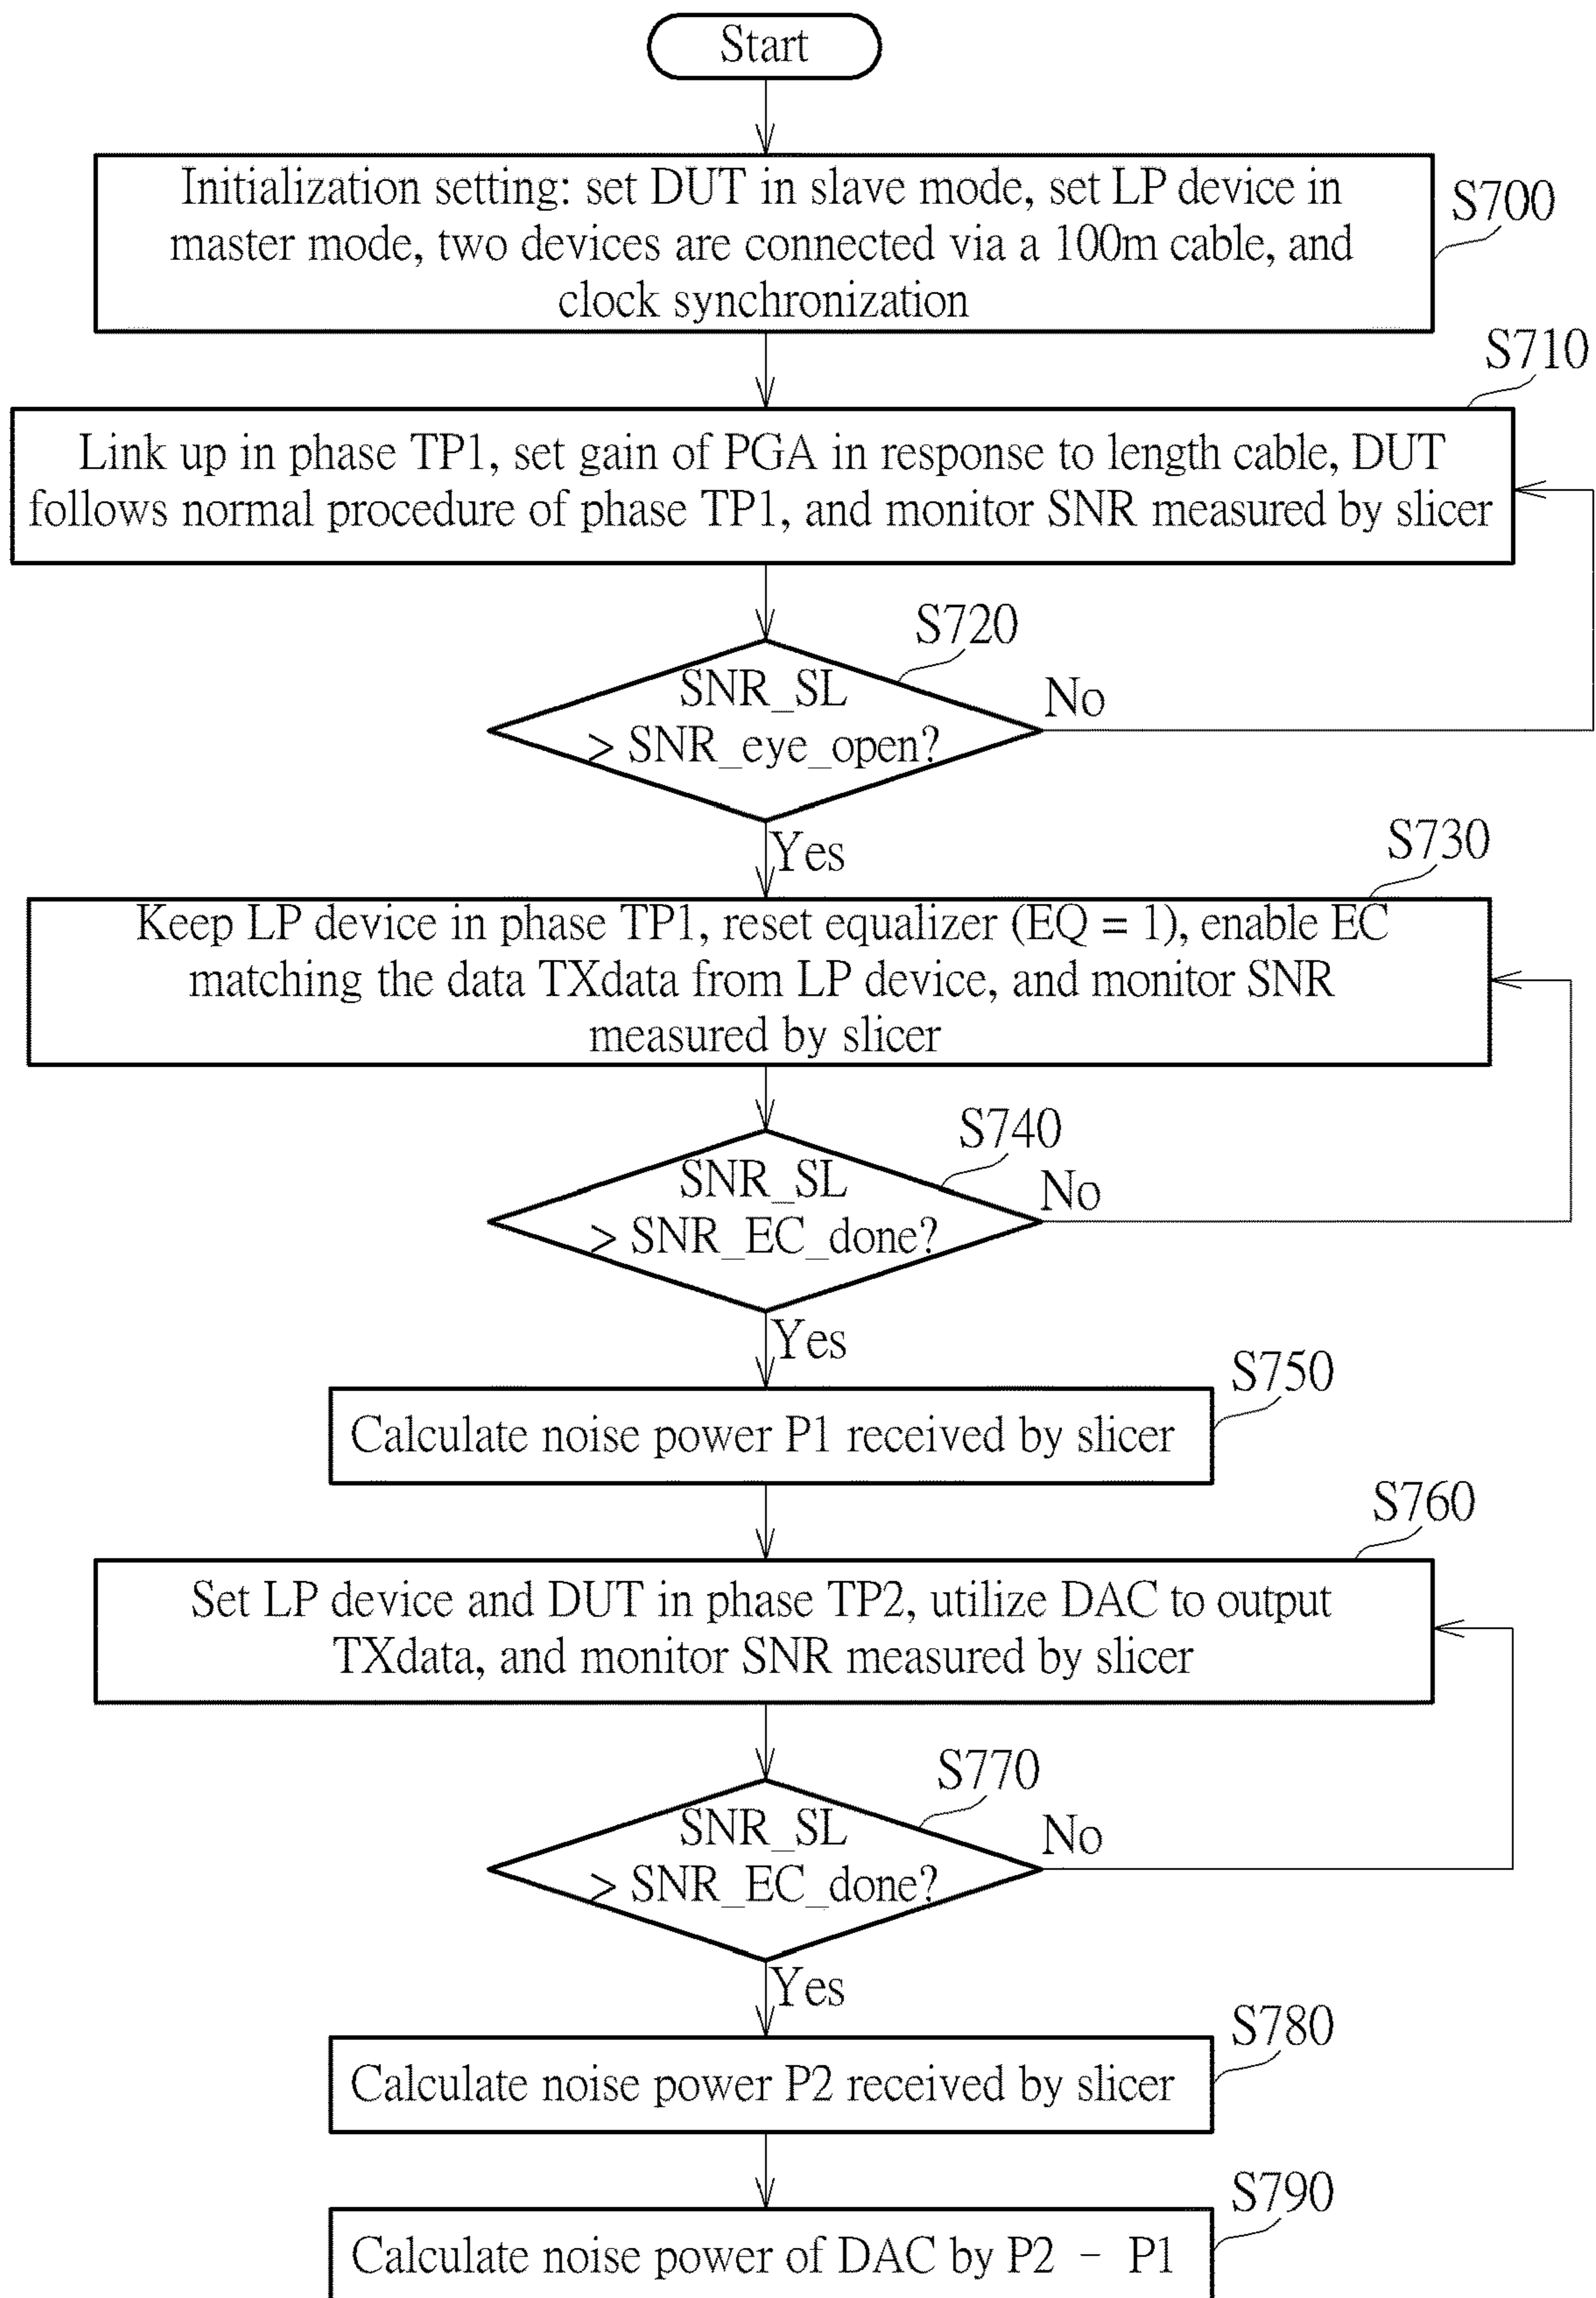 Start
Initialization setting: set DUT in slave mode, set LP device in
master mode, two devices are connected via a 100m cable, and
clock synchronization
S700
S710
Link up in phase TP1, set gain of PGA in response to length cable, DUT
follows normal procedure of phase TP1, and monitor SNR measured by slicer
S720
SNR_SL
> SNR_eye_open?
No
Yes
S730
Keep LP device in phase TP1, reset equalizer (EQ = 1), enable EC
matching the data TXdata from LP device, and monitor SNR
measured by slicer
S740
SNR_SL
> SNR_EC_done?
No
Yes
S750
Calculate noise power P1 received by slicer
S760
Set LP device and DUT in phase TP2, utilize DAC to output
TXdata, and monitor SNR measured by slicer
S770
SNR_SL
> SNR_EC_done?
No
Yes
S780
Calculate noise power P2 received by slicer
S790
Calculate noise power of DAC by P2 − P1